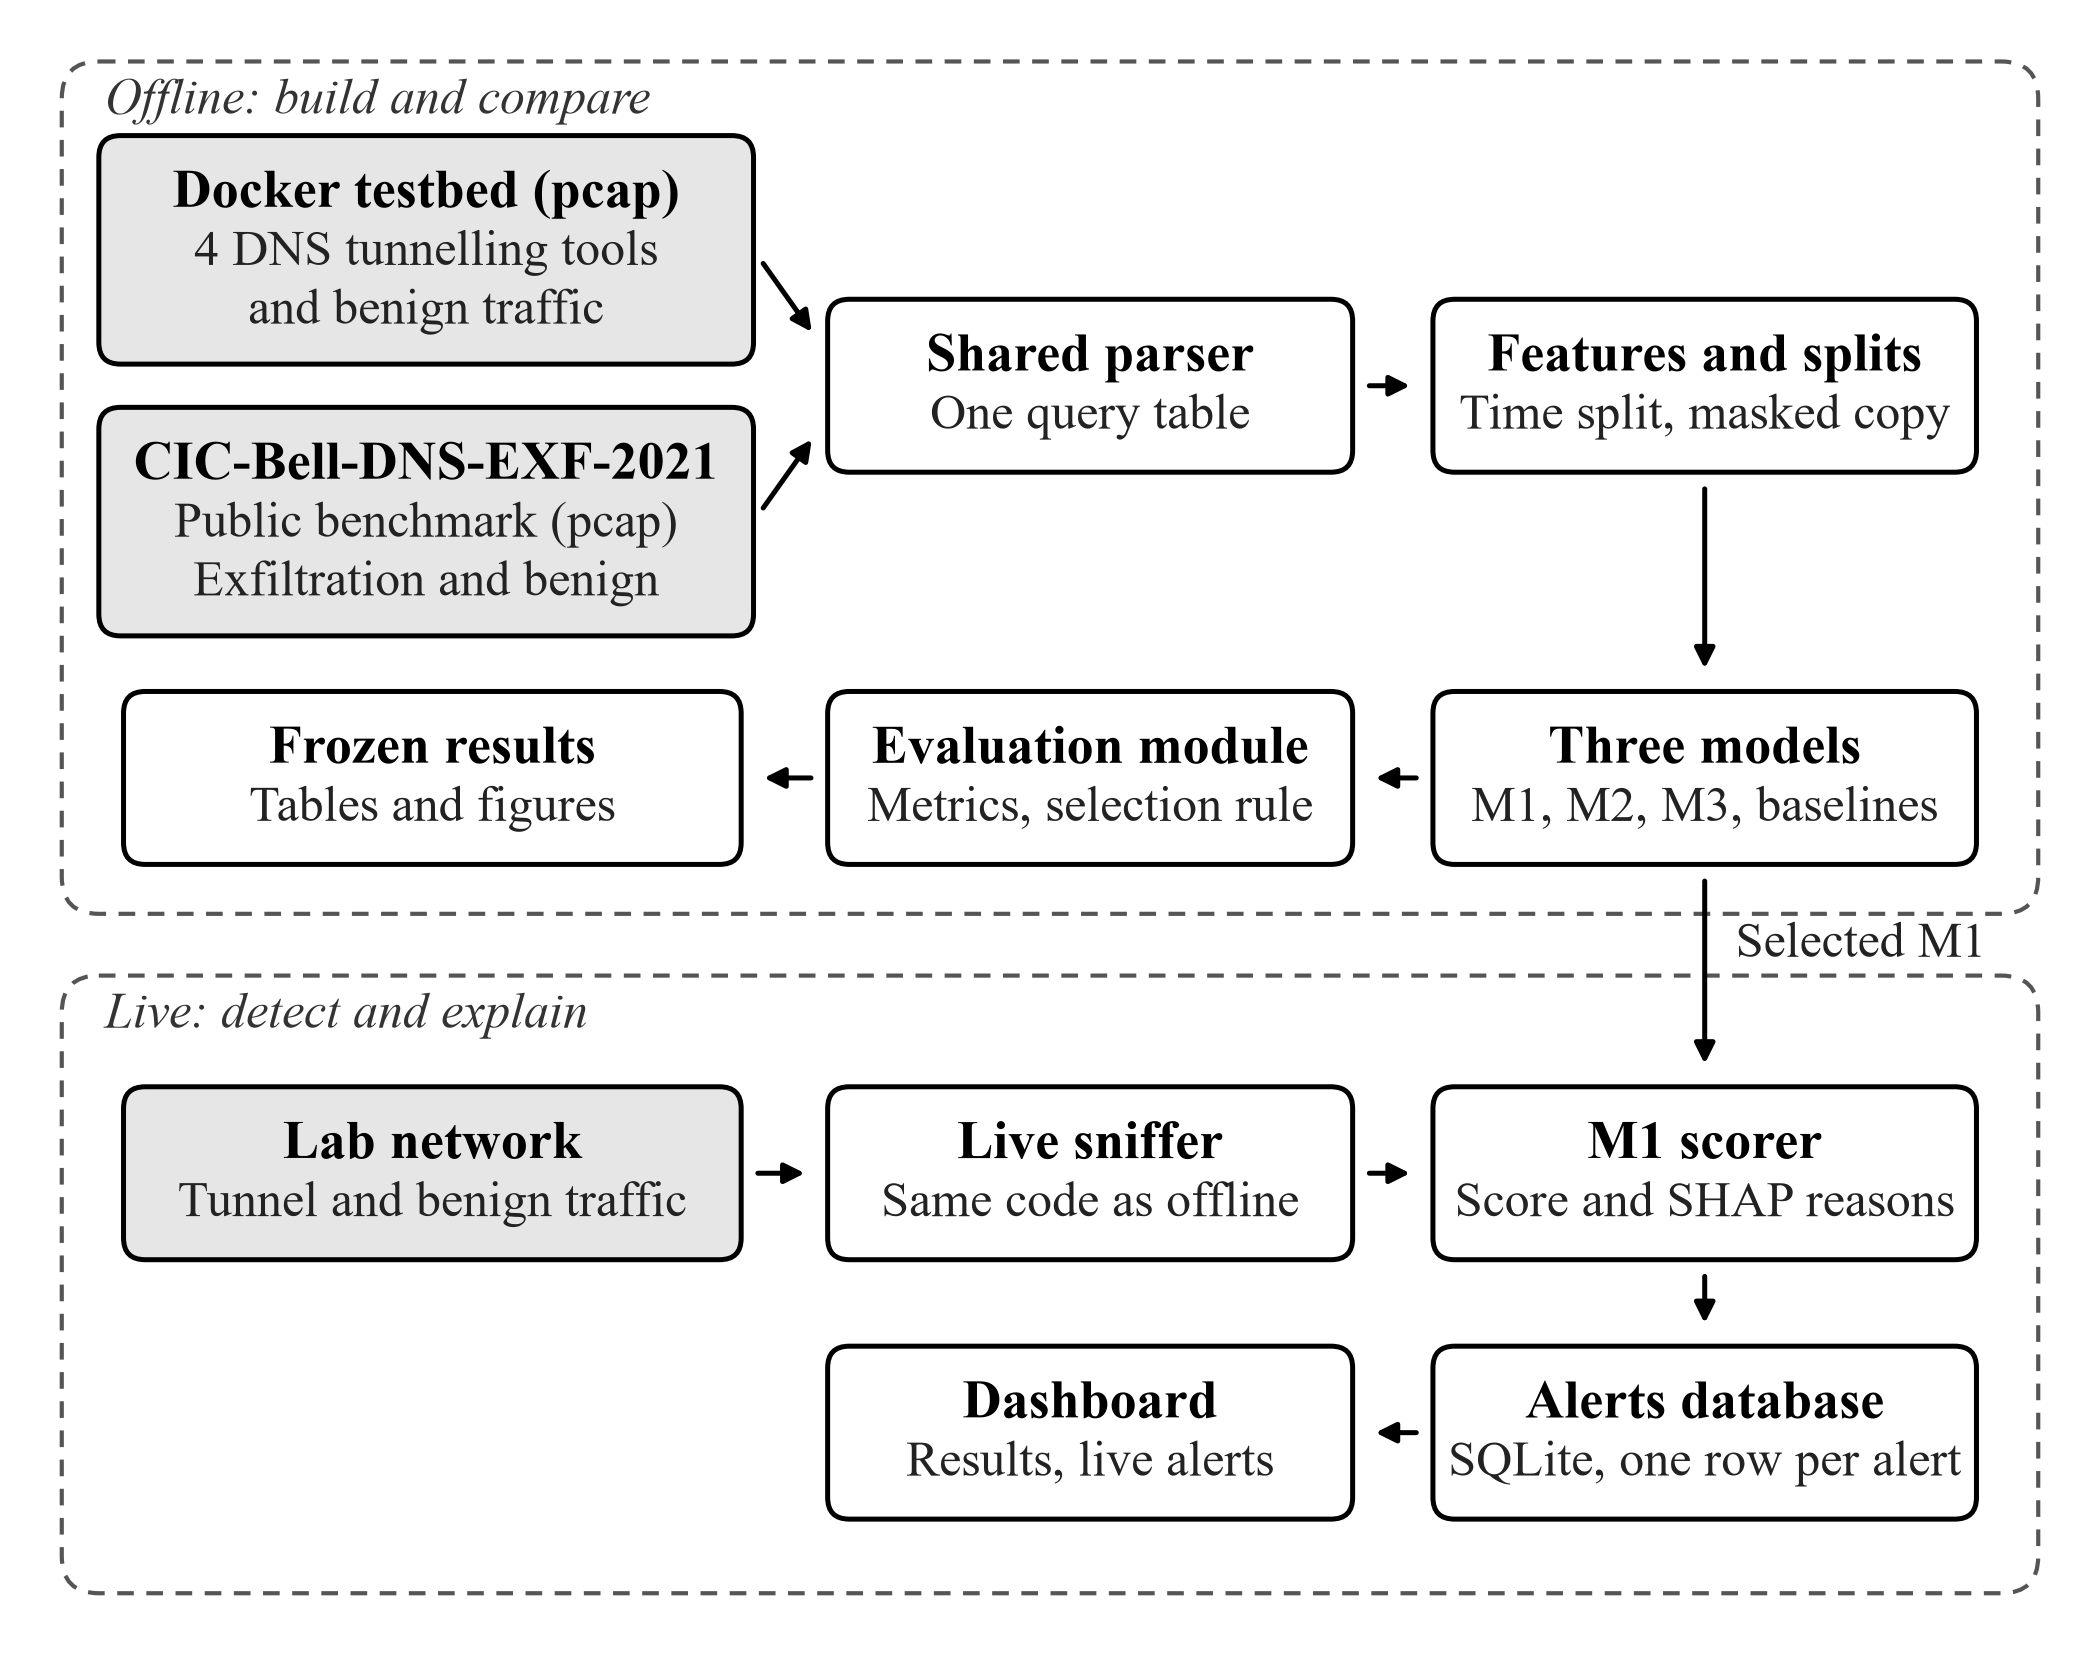 Offline: build and compare
Docker testbed (pcap)
4 DNS tunnelling tools
and benign traffic
CIC-Bell-DNS-EXF-2021
Public benchmark (pcap)
Exfiltration and benign
Shared parser
One query table
Features and splits
Time split, masked copy
Frozen results
Tables and figures
Evaluation module
Metrics, selection rule
Three models
M1, M2, M3, baselines
Selected M1
Live: detect and explain
Lab network
Tunnel and benign traffic
Live sniffer
Same code as offline
M1 scorer
Score and SHAP reasons
Dashboard
Results, live alerts
Alerts database
SQLite, one row per alert